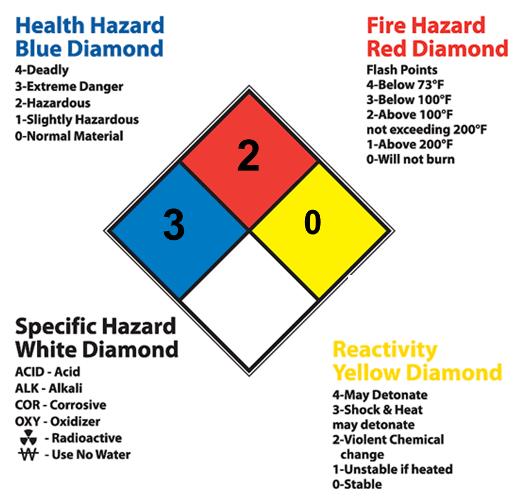 Health Hazard
Blue Diamond
4-Deadly
3-Extreme Danger
2-Hazardous
1-Slightly Hazardous
0-Normal Material
Fire Hazard
Red Diamond
Flash Points
4-Below 73°F
3-Below 100°F
2-Above 100°F
not exceeding 200°F
1-Above 200°F
0-Will not burn
2
3
0
Specific Hazard
White Diamond
ACID - Acid
ALK - Alkali
COR - Corrosive
OXY - Oxidizer
☢ - Radioactive
W - Use No Water
Reactivity
Yellow Diamond
4-May Detonate
3-Shock & Heat
may detonate
2-Violent Chemical
change
1-Unstable if heated
0-Stable